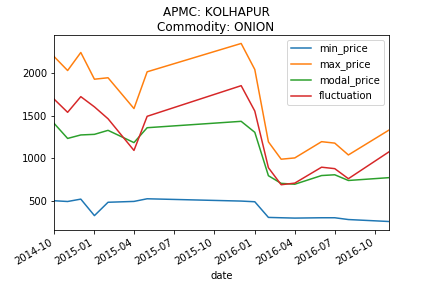 APMC: KOLHAPUR
Commodity: ONION
min_price
max_price
modal_price
fluctuation
2000
1500
1000
500
2014-10
2015-01
2015-04
2015-07
2015-10
2016-01
2016-04
2016-07
2016-10
date